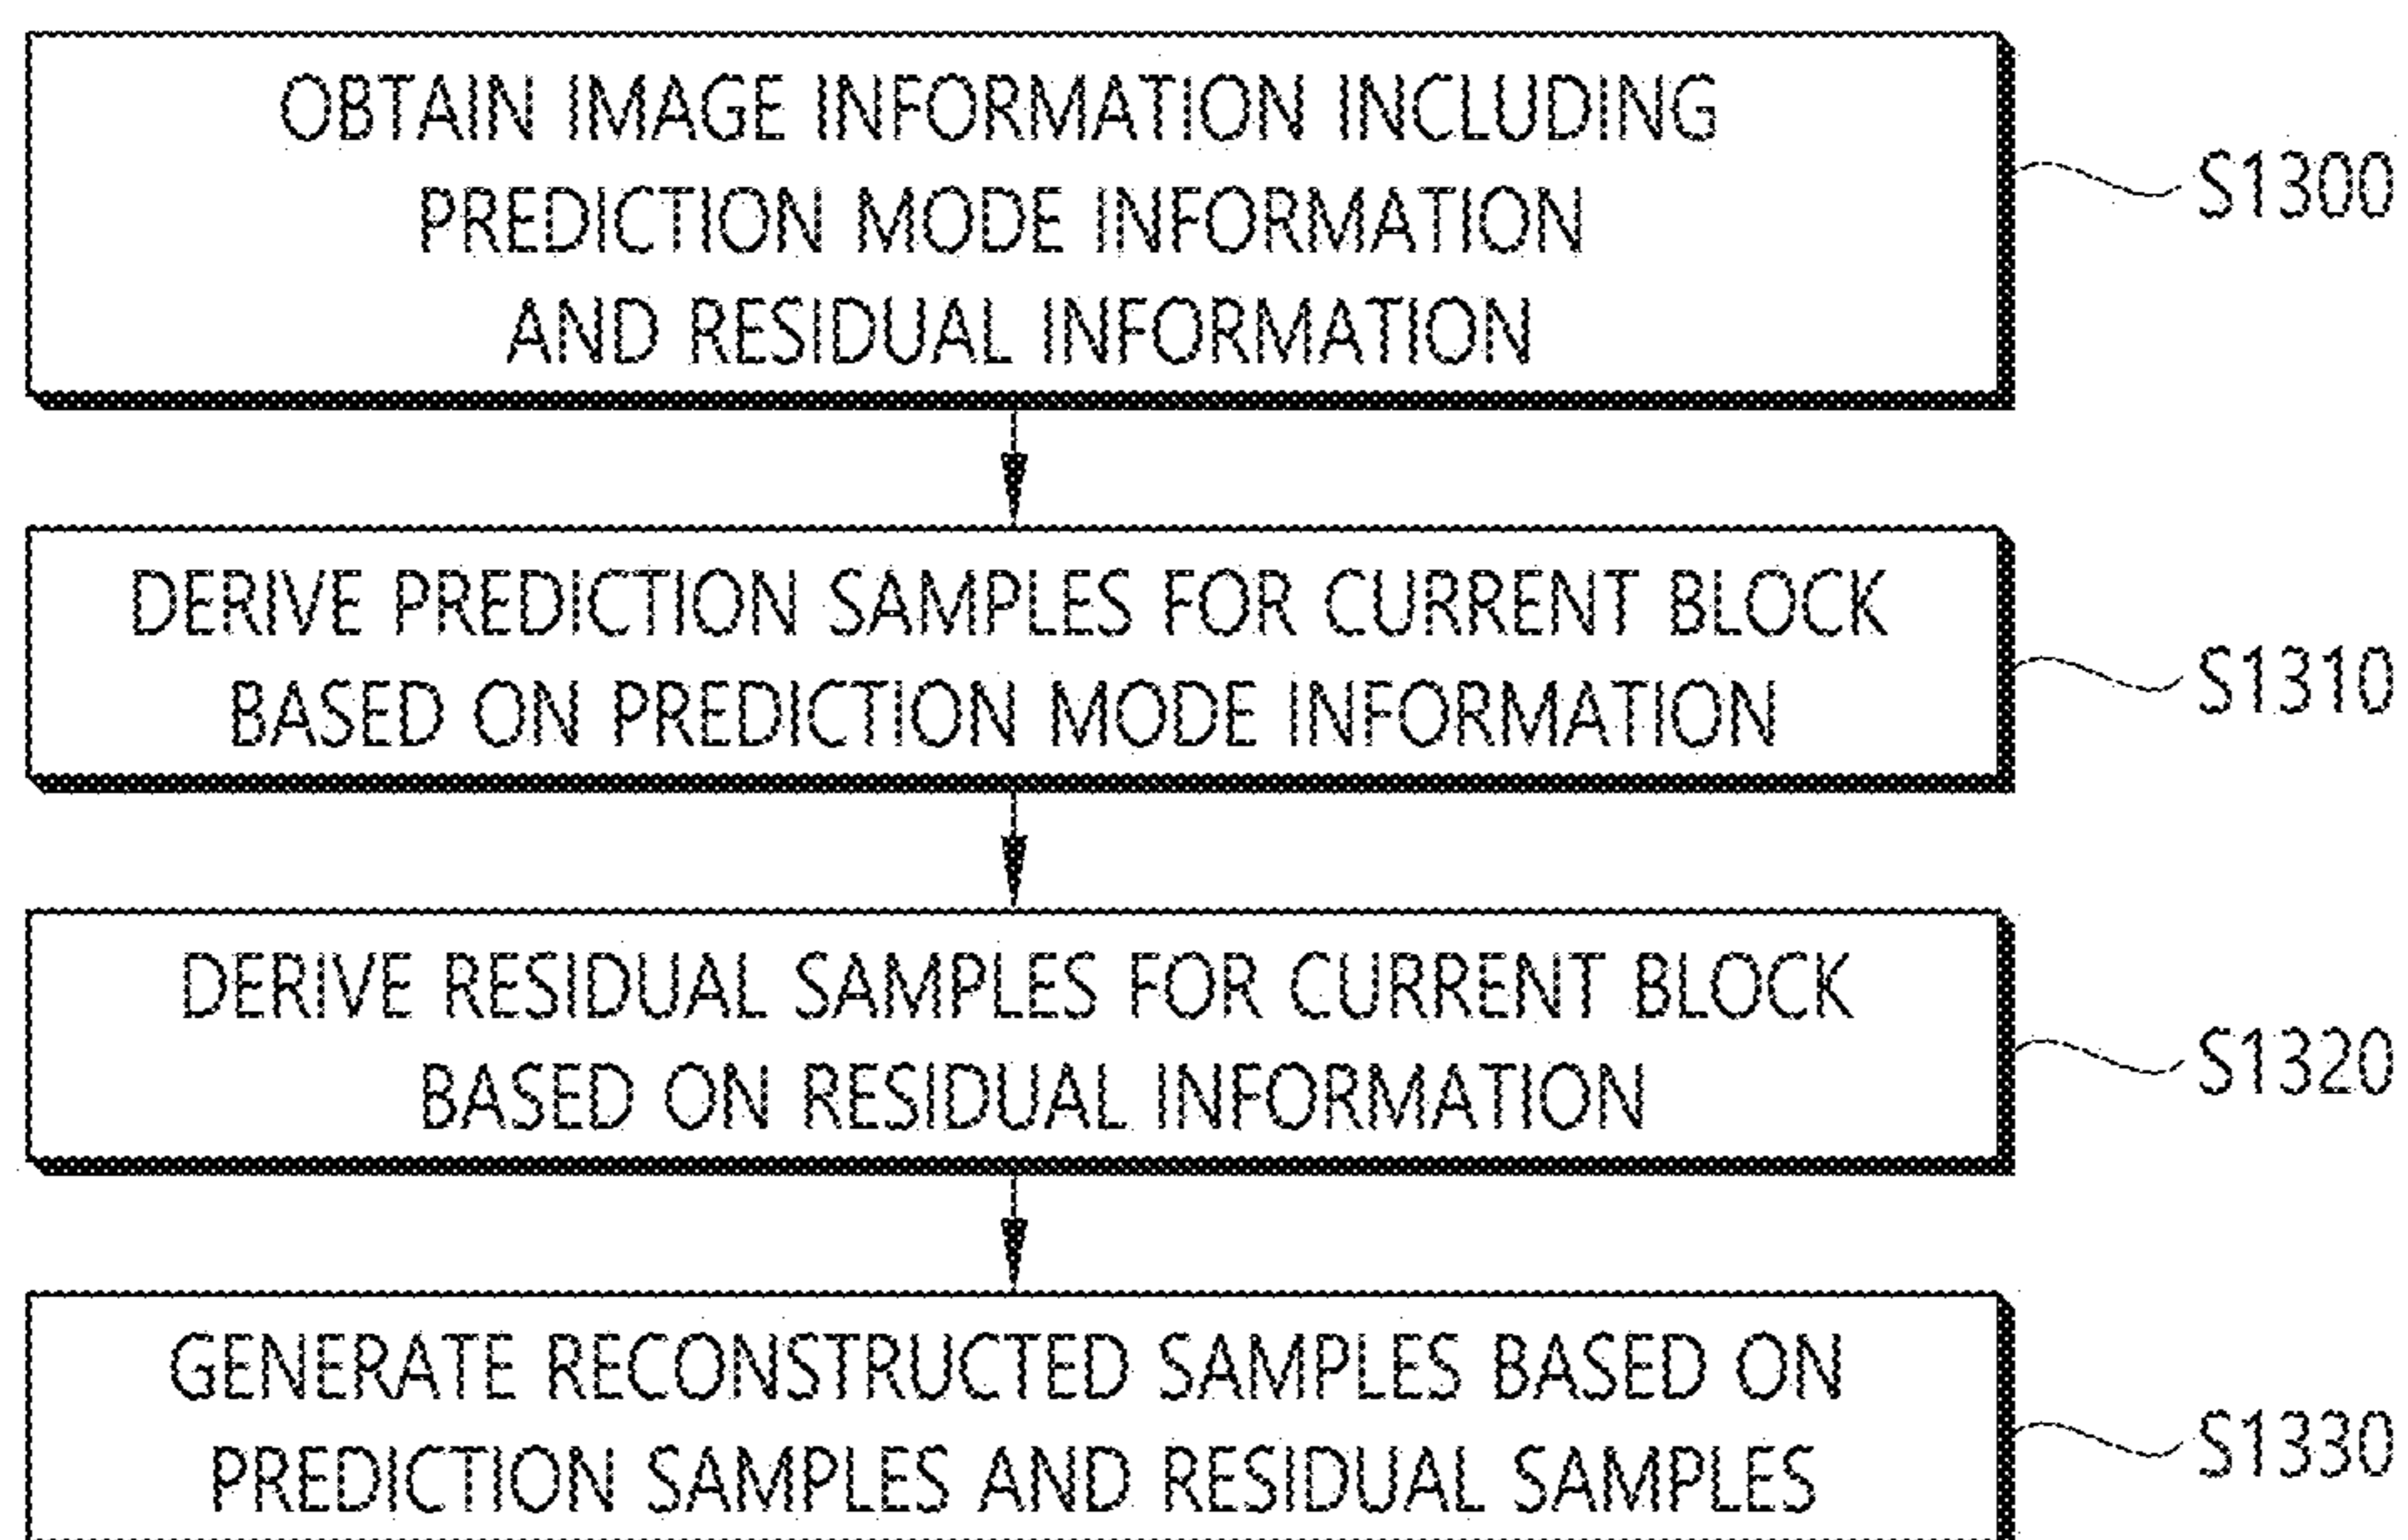 OBTAIN IMAGE INFORMATION INCLUDING
PREDICTION MODE INFORMATION
AND RESIDUAL INFORMATION
S1300
DERIVE PREDICTION SAMPLES FOR CURRENT BLOCK
BASED ON PREDICTION MODE INFORMATION
S1310
DERIVE RESIDUAL SAMPLES FOR CURRENT BLOCK
BASED ON RESIDUAL INFORMATION
S1320
GENERATE RECONSTRUCTED SAMPLES BASED ON
PREDICTION SAMPLES AND RESIDUAL SAMPLES
S1330